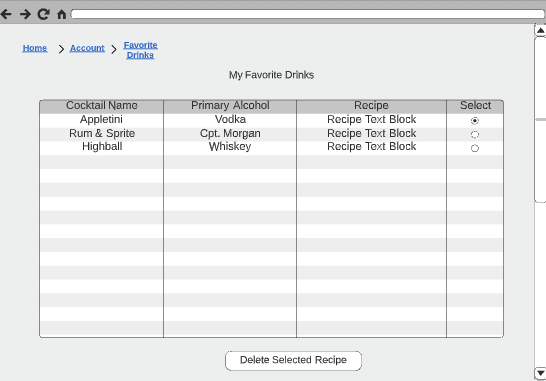 Home > Account > Favorite
Drinks
My Favorite Drinks
Cocktail Name Primary Alcohol Recipe Select
Appletini Vodka Recipe Text Block
Rum & Sprite Cpt. Morgan Recipe Text Block
Highball Whiskey Recipe Text Block
Delete Selected Recipe